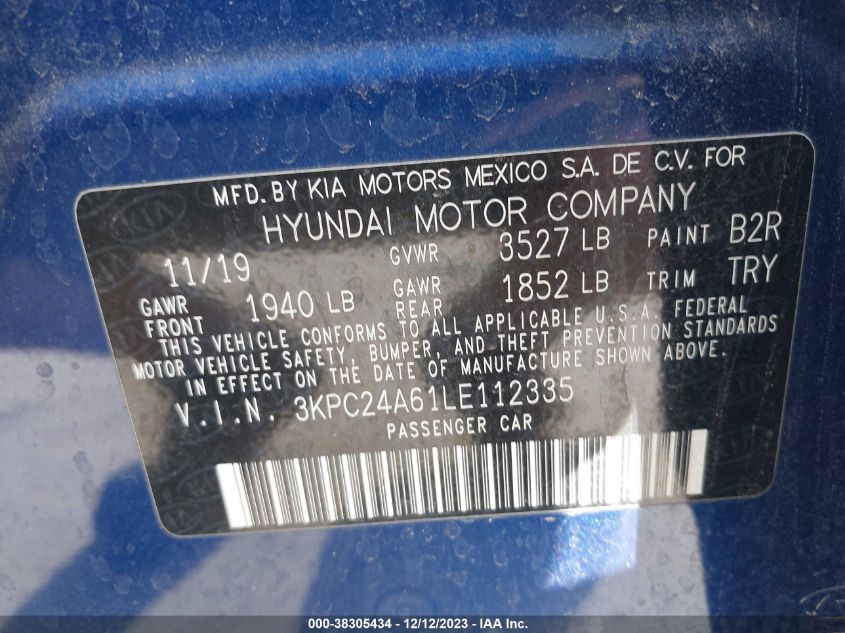 MFD. BY KIA MOTORS MEXICO S.A. DE C.V. FOR
HYUNDAI MOTOR COMPANY
11/19 GVWR 3527 LB PAINT B2R
GAWR FRONT 1940 LB GAWR REAR 1852 LB TRIM TRY
THIS VEHICLE CONFORMS TO ALL APPLICABLE U.S.A. FEDERAL
MOTOR VEHICLE SAFETY, BUMPER, AND THEFT PREVENTION STANDARDS
IN EFFECT ON THE DATE OF MANUFACTURE SHOWN ABOVE.
V.I.N. 3KPC24A61LE112335
PASSENGER CAR
KIA
000-38305434 - 12/12/2023 - IAA Inc.